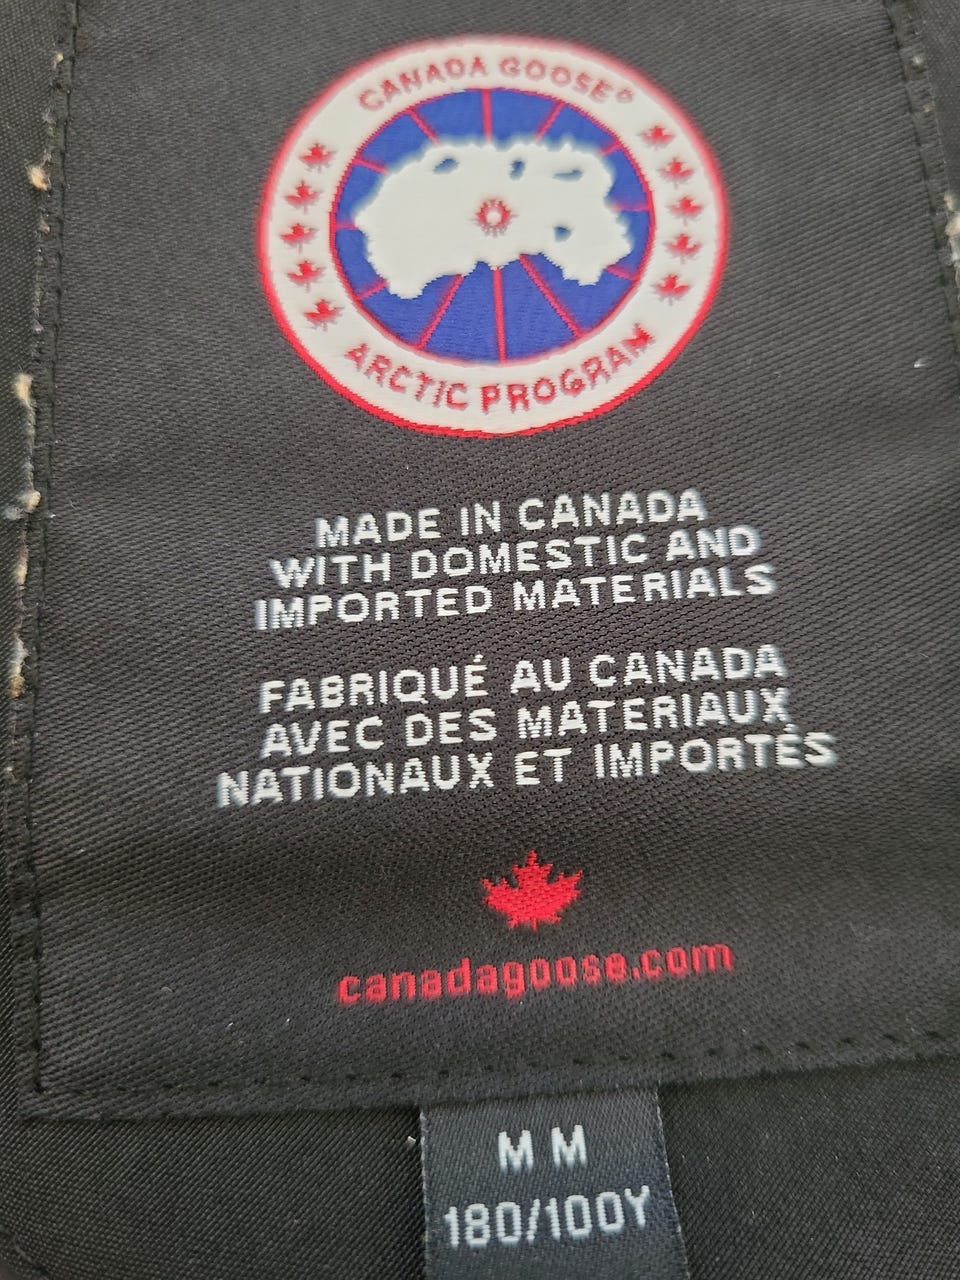 CANADA GOOSE®
ARCTIC PROGRAM
MADE IN CANADA
WITH DOMESTIC AND
IMPORTED MATERIALS
FABRIQUÉ AU CANADA
AVEC DES MATERIAUX
NATIONAUX ET IMPORTÉS
canadagoose.com
M M
180/100Y